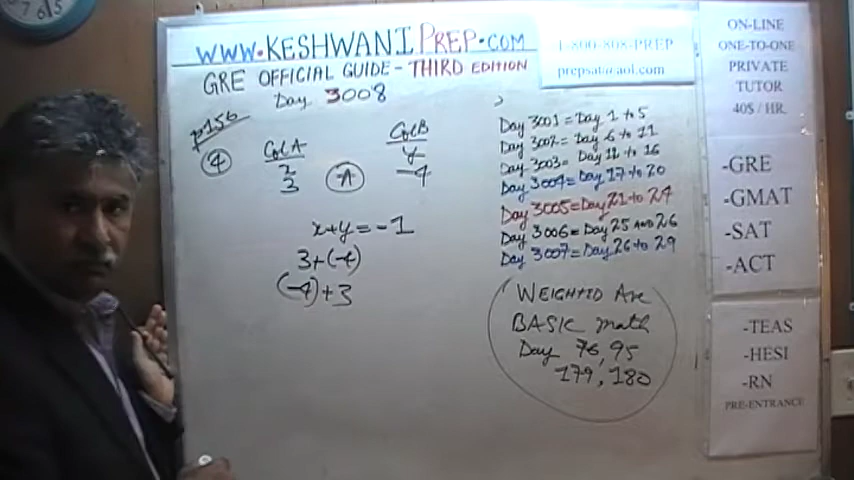 7 6 5
WWW.KESHWANIPREP.COM
GRE OFFICIAL GUIDE - THIRD EDITION
Day 3008
1-800-808-PREP
prepsat@aol.com
p156
4
Col A
Col B
3
A
y
-4
x+y=-1
3+(-4)
(-4)+3
Day 3001 = Day 1 to 5
Day 3002 = Day 6 to 11
Day 3003 = Day 12 to 16
Day 3004 = Day 17 to 20
Day 3005 = Day 21 to 24
Day 3006 = Day 25 AND 26
Day 3007 = Day 26 to 29
WEIGHTED Ave
BASIC math
Day 76, 95
179, 180
ON-LINE
ONE-TO-ONE
PRIVATE
TUTOR
40$ / HR
-GRE
-GMAT
-SAT
-ACT
-TEAS
-HESI
-RN
PRE-ENTRANCE